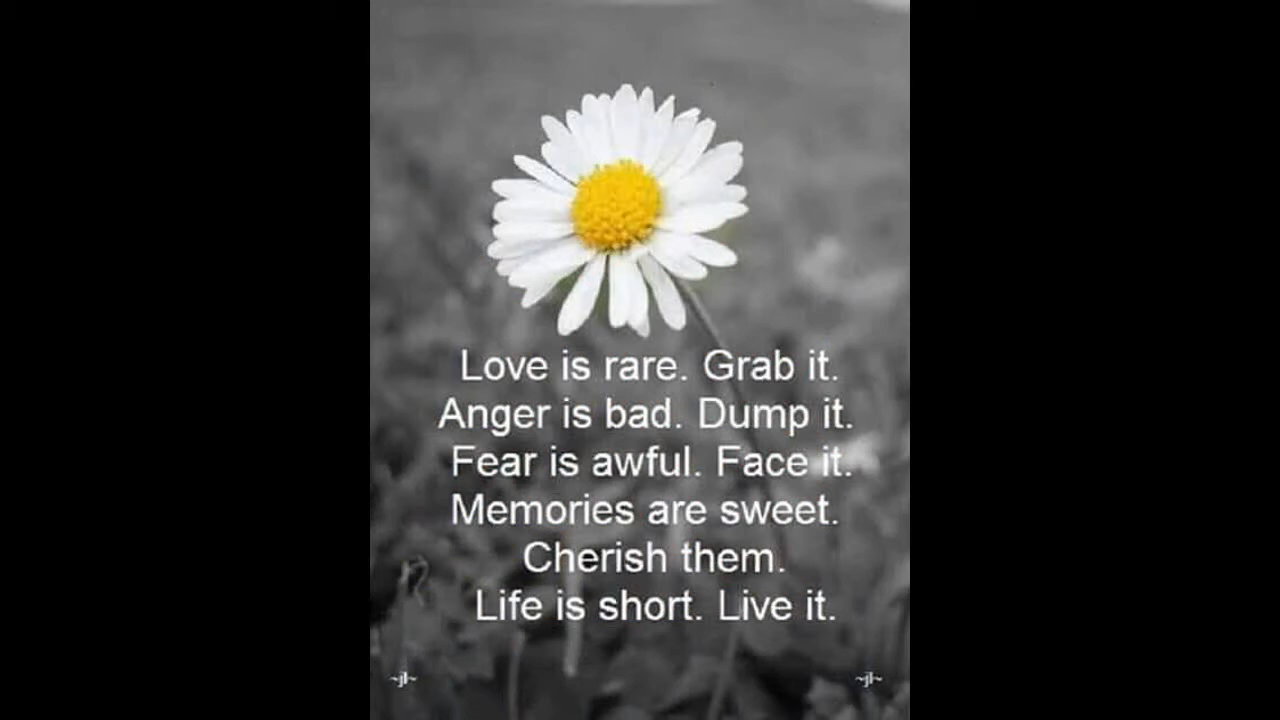 Love is rare. Grab it.
Anger is bad. Dump it.
Fear is awful. Face it.
Memories are sweet.
Cherish them.
Life is short. Live it.
~jl~ ~jl~